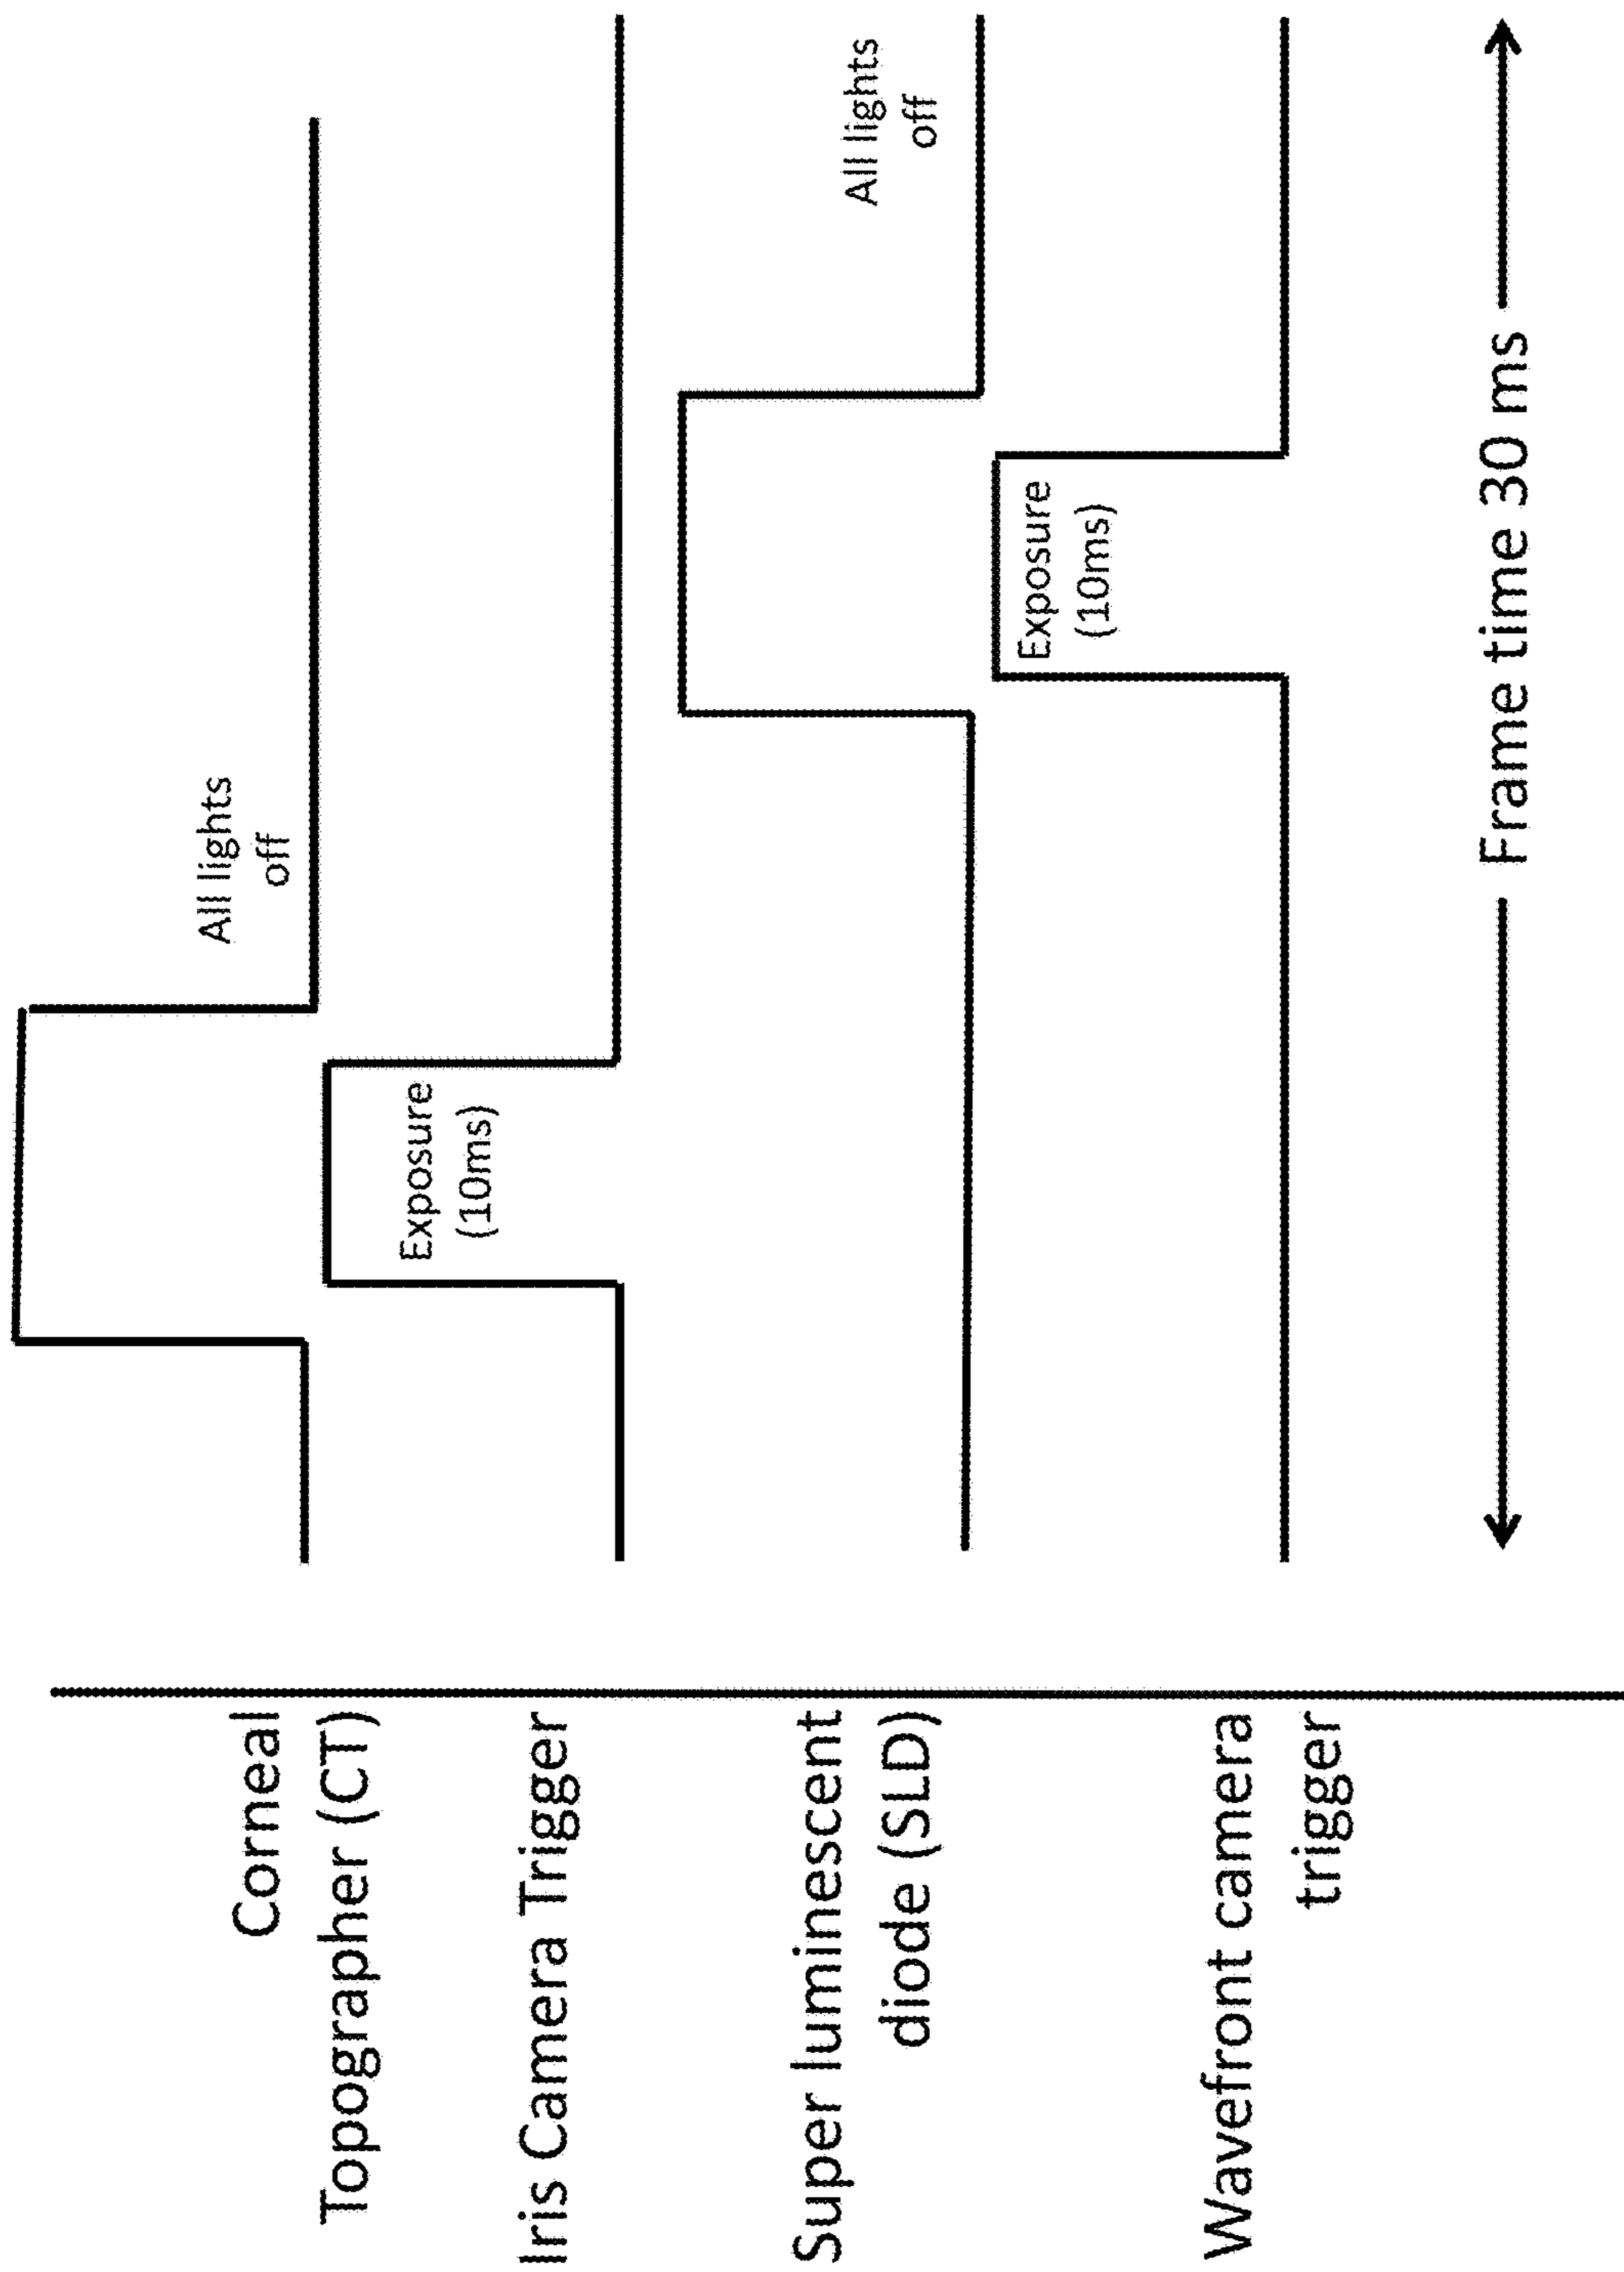 Corneal
Topographer (CT)
All lights
off
Iris Camera Trigger
Exposure
(10ms)
Super luminescent
diode (SLD)
All lights
off
Wavefront camera
trigger
Exposure
(10ms)
Frame time 30 ms